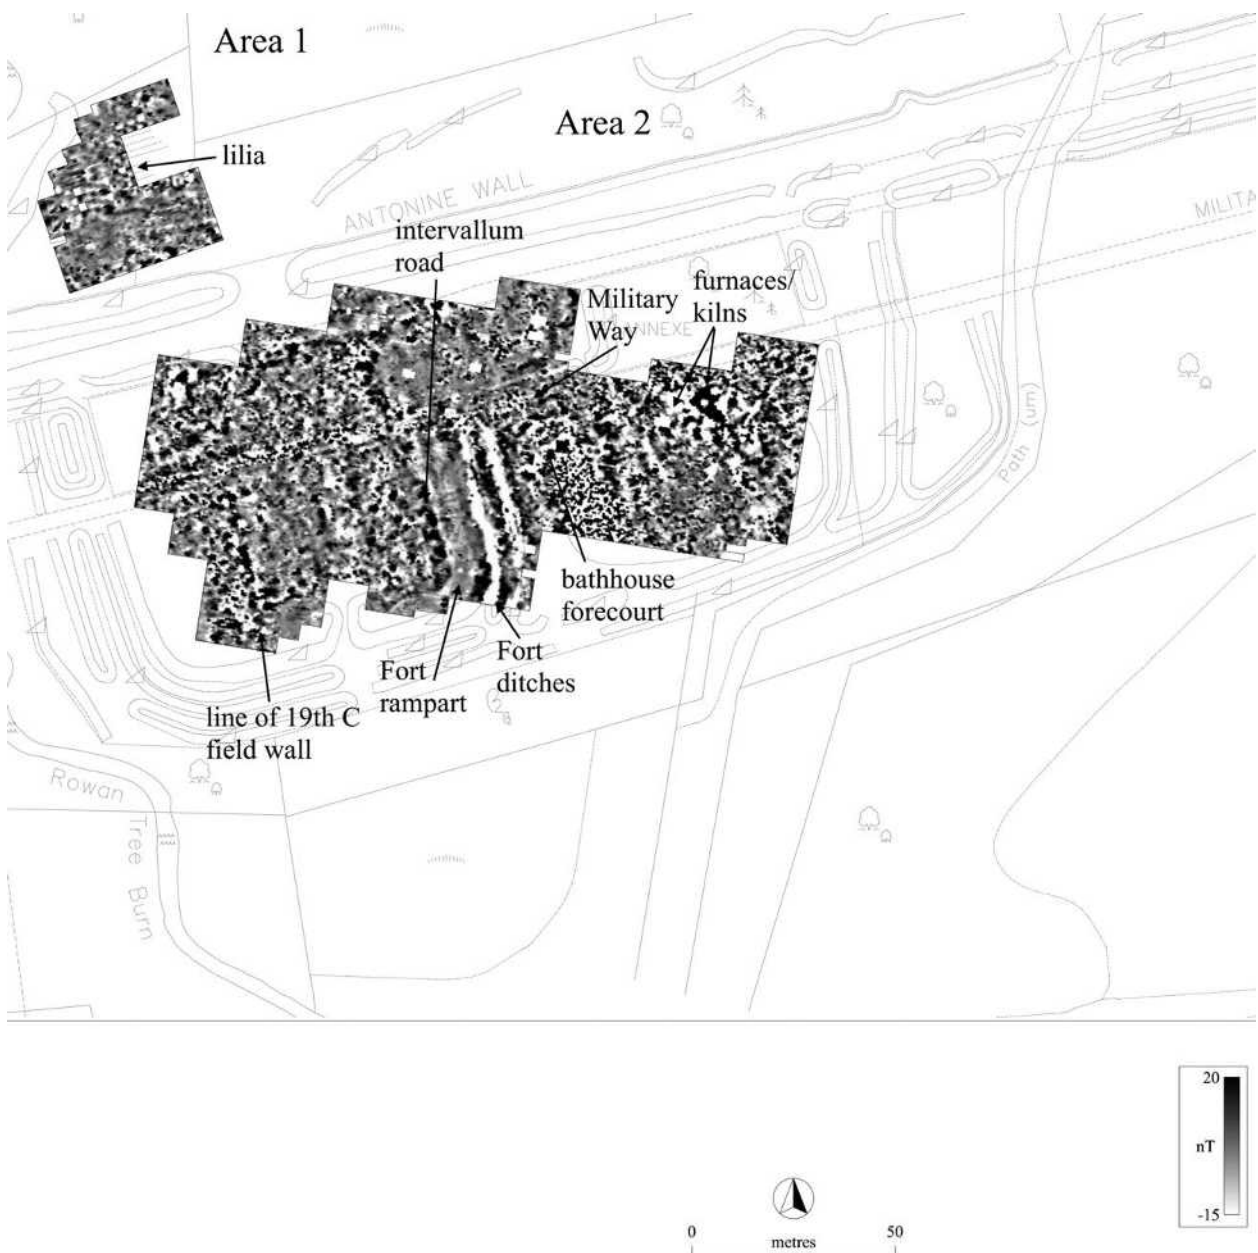 Area 1
Area 2
lilia
ANTONINE WALL
MILITA
intervallum
road
Military
Way
furnaces/
kilns
ANNEXE
Path (um)
bathhouse
forecourt
Fort
rampart
Fort
ditches
line of 19th C
field wall
Rowan
Tree Burn
20
nT
-15
0
50
metres